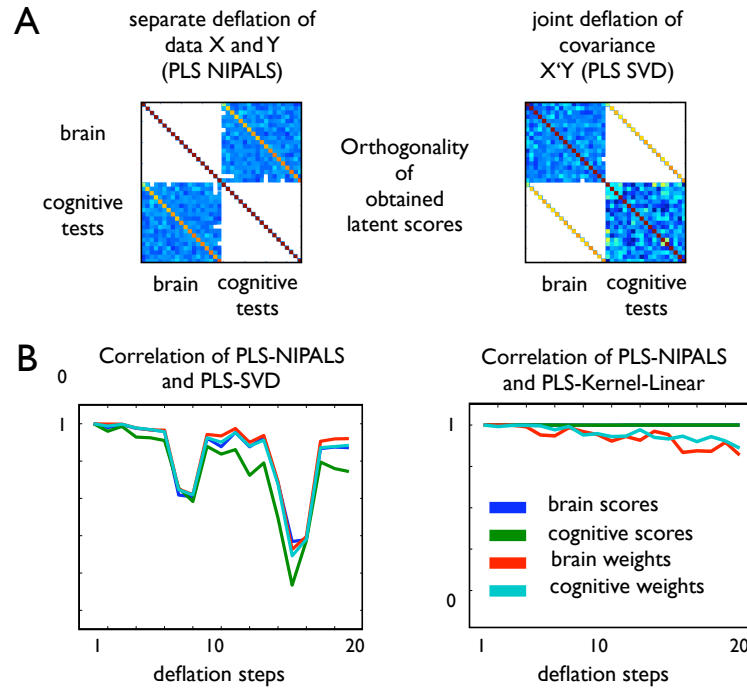 A
separate deflation of
data X and Y
(PLS NIPALS)
joint deflation of
covariance
X'Y (PLS SVD)
brain
cognitive
tests
Orthogonality
of
obtained
latent scores
brain
cognitive
tests
brain
cognitive
tests
B
Correlation of PLS-NIPALS
and PLS-SVD
Correlation of PLS-NIPALS
and PLS-Kernel-Linear
0
1
1
10
20
deflation steps
1
brain scores
cognitive scores
brain weights
cognitive weights
0
1
10
20
deflation steps